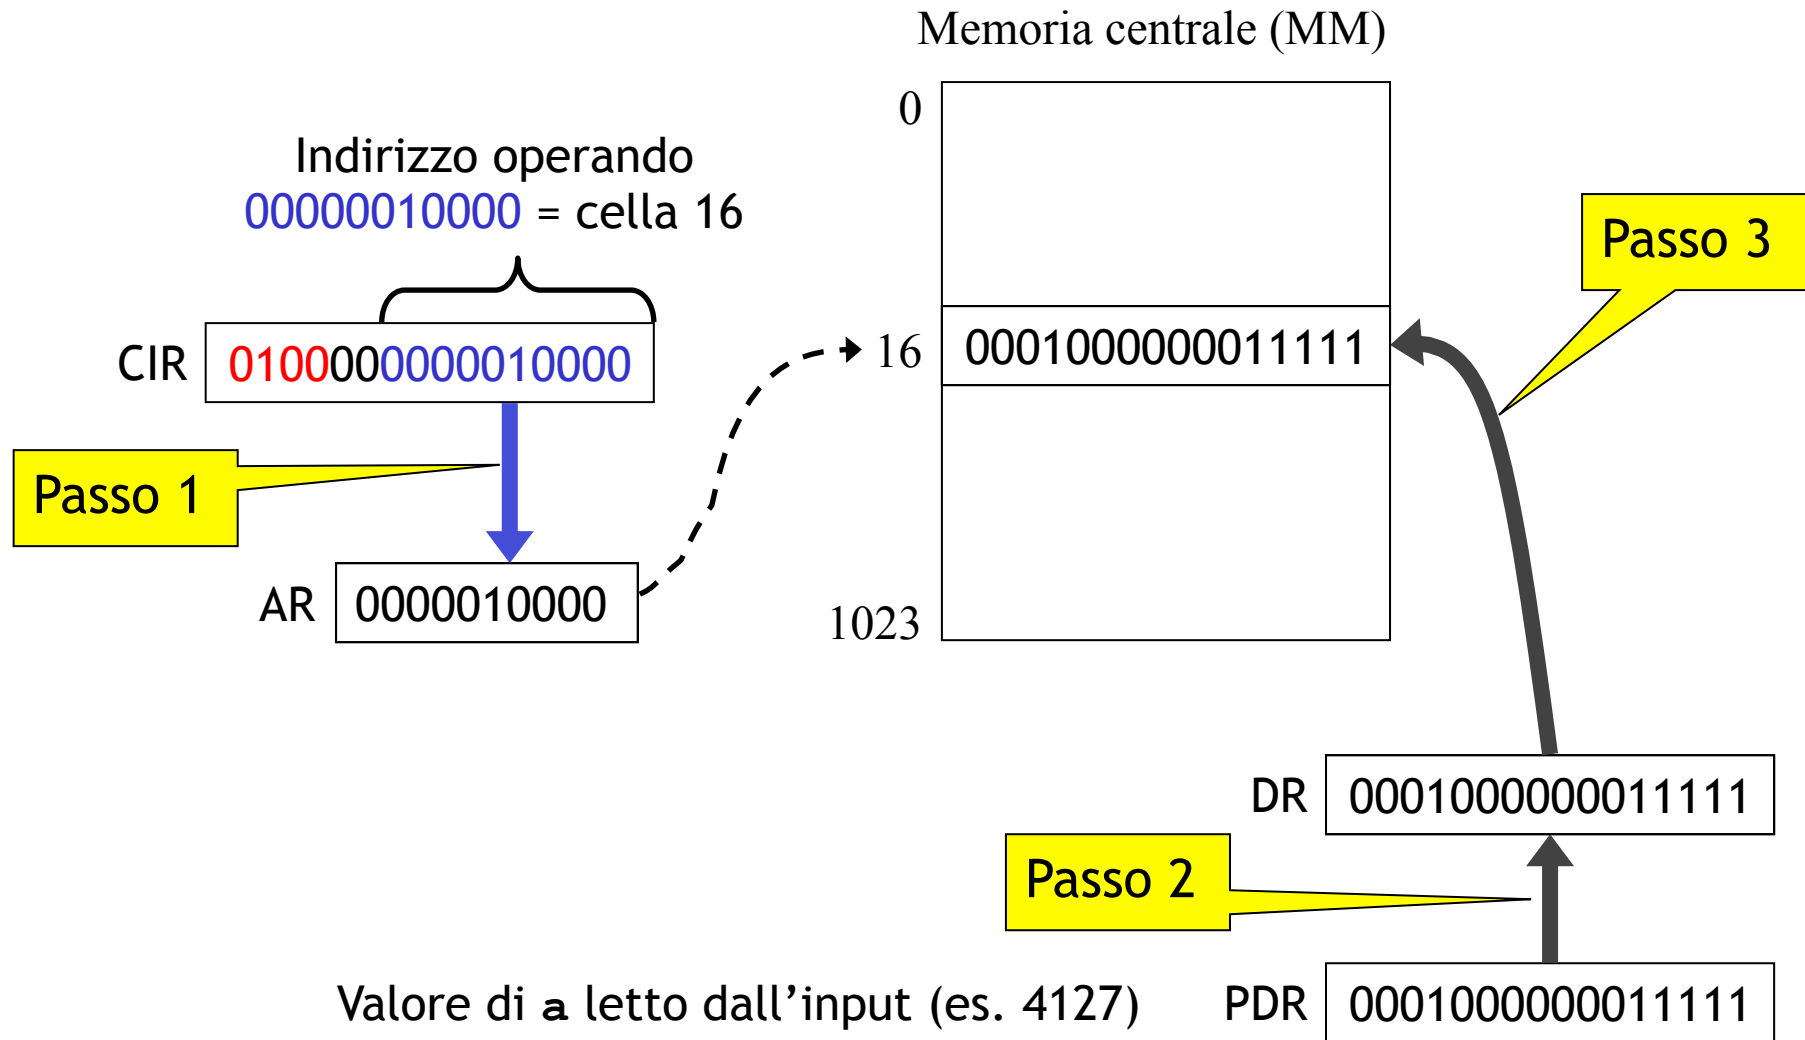 Memoria centrale (MM)
0
Indirizzo operando
00000010000 = cella 16
Passo 3
CIR 0100000000010000
16 0001000000011111
Passo 1
AR 0000010000
1023
DR 0001000000011111
Passo 2
Valore di a letto dall’input (es. 4127)
PDR 0001000000011111